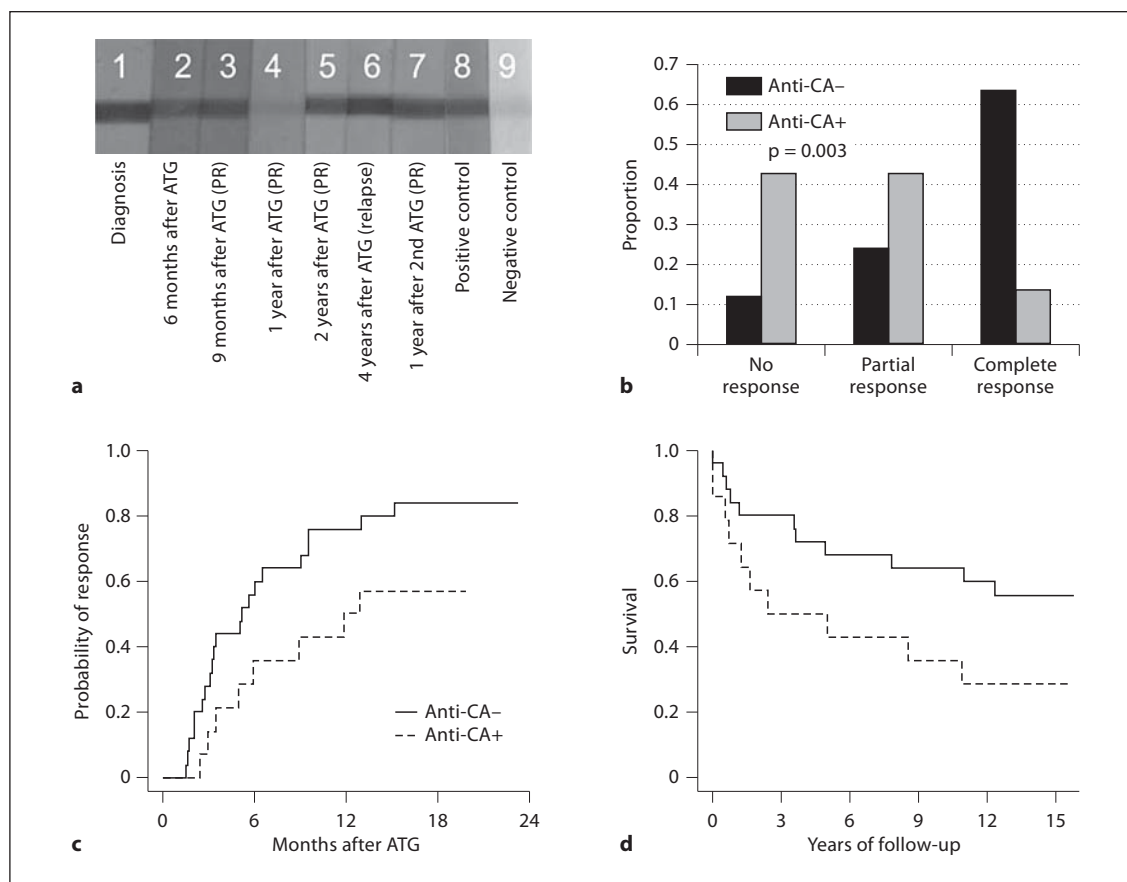 1 2 3 4 5 6 7 8 9
Diagnosis
6 months after ATG
9 months after ATG (PR)
1 year after ATG (PR)
2 years after ATG (PR)
4 years after ATG (relapse)
1 year after 2nd ATG (PR)
Positive control
Negative control
a
0.7
0.6
0.5
0.4
0.3
0.2
0.1
0
Proportion
Anti-CA–
Anti-CA+
p = 0.003
No
response
Partial
response
Complete
response
b
1.0
0.8
0.6
0.4
0.2
0
Probability of response
Anti-CA–
Anti-CA+
0 6 12 18 24
Months after ATG
c
1.0
0.8
0.6
0.4
0.2
0
Survival
0 3 6 9 12 15
Years of follow-up
d